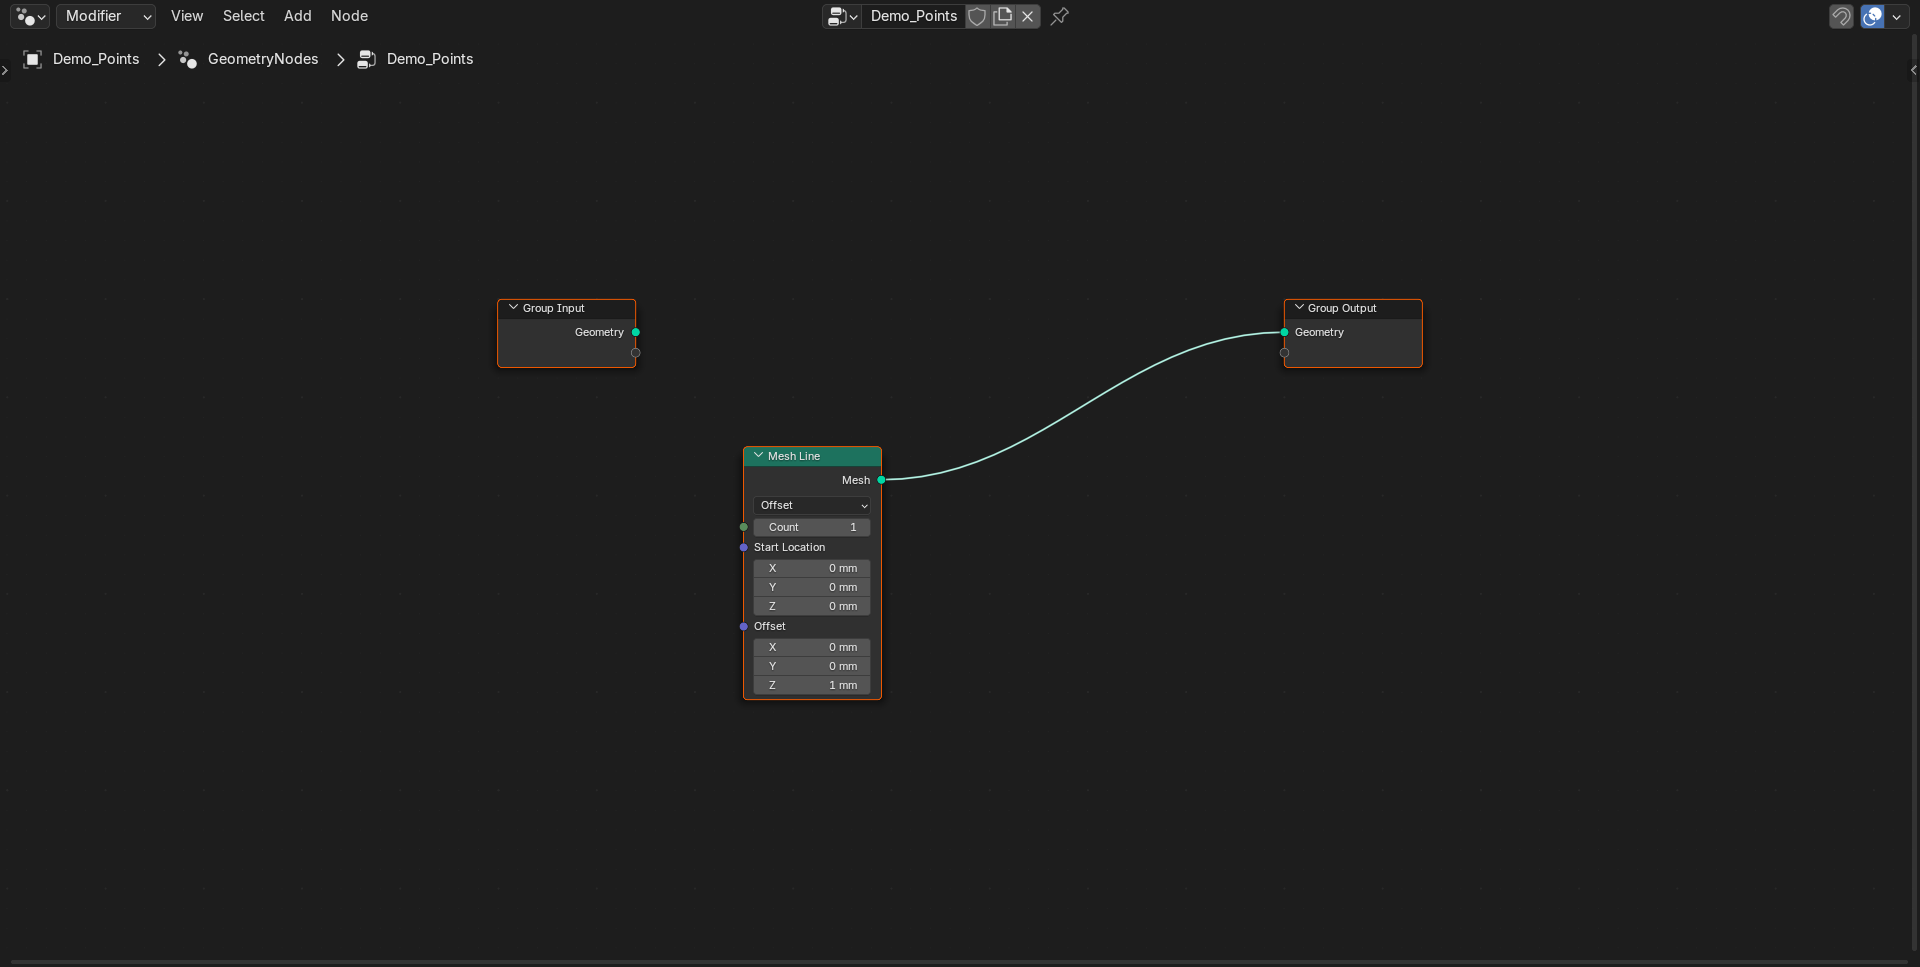 Modifier View Select Add Node Demo_Points
Demo_Points GeometryNodes Demo_Points
Group Input
Geometry
Group Output
Geometry
Mesh Line
Mesh
Offset
Count 1
Start Location
X 0 mm
Y 0 mm
Z 0 mm
Offset
X 0 mm
Y 0 mm
Z 1 mm